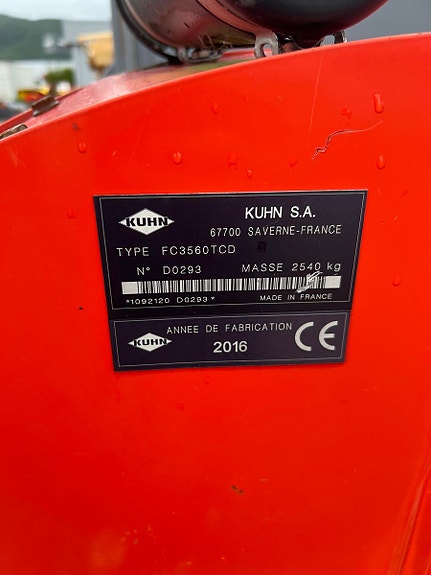 KUHN
KUHN S.A.
67700 SAVERNE-FRANCE
TYPE FC3560TCD
N° D0293 MASSE 2540 kg
*1092120 D0293*
MADE IN FRANCE
KUHN
ANNEE DE FABRICATION
2016
CE